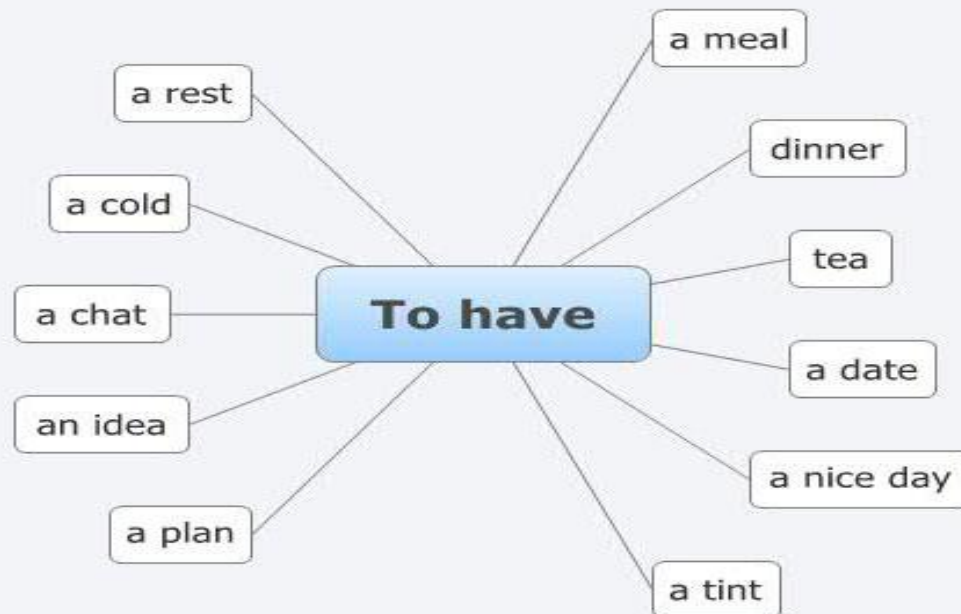 a meal
a rest
dinner
a cold
tea
To have
a chat
a date
an idea
a nice day
a plan
a tint